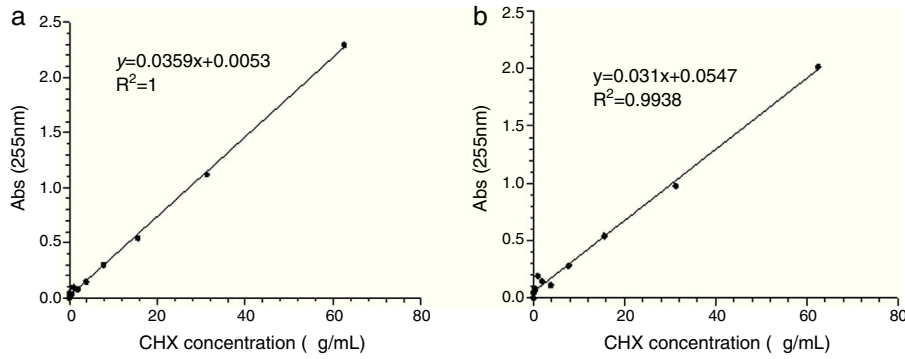 a
2.5
2.0
1.5
1.0
0.5
0.0
y=0.0359x+0.0053
R²=1
Abs (255nm)
0
20
40
60
80
CHX concentration ( g/mL)
b
2.5
2.0
1.5
1.0
0.5
0.0
y=0.031x+0.0547
R²=0.9938
Abs (255nm)
0
20
40
60
80
CHX concentration ( g/mL)